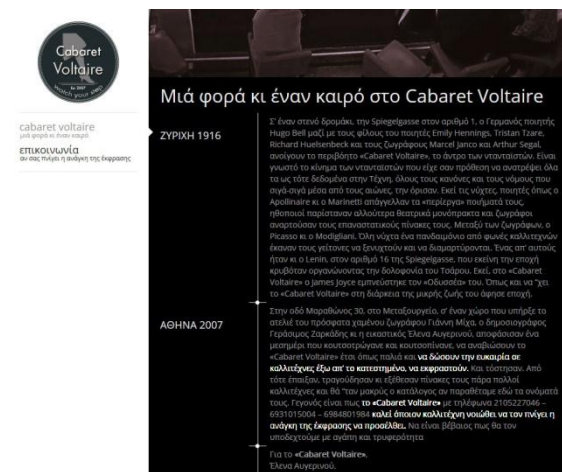 Cabaret
Voltaire
Est. 2007
watch your step
cabaret voltaire
μιά φορά κι έναν καιρό
επικοινωνία
αν σας πνίγει η ανάγκη της έκφρασης
Μιά φορά κι έναν καιρό στο Cabaret Voltaire
ΖΥΡΙΧΗ 1916
Σ' έναν στενό δρομάκι, την Spiegelgasse στον αριθμό 1, ο Γερμανός ποιητής
Hugo Bell μαζί με τους φίλους του ποιητές Emily Hennings, Tristan Tzare,
Richard Huelsenbeck και τους ζωγράφους Marcel Janco και Arthur Segal,
ανοίγουν το περιβόητο «Cabaret Voltaire», το άντρο των ντανταϊστών. Είναι
γνωστό το κίνημα των ντανταϊστών που είχε σαν πρόθεση να ανατρέψει όλα
τα ως τότε δεδομένα στην Τέχνη, όλους τους κανόνες και τους νόμους που
σιγά-σιγά μέσα από τους αιώνες, την όρισαν. Εκεί τις νύχτες, ποιητές όπως ο
Apollinaire κι ο Marinetti απάγγελλαν τα «περίεργα» ποιήματά τους,
ηθοποιοί παρίσταναν αλλούτερα θεατρικά μονόπρακτα και ζωγράφοι
αναρτούσαν τους επαναστατικούς πίνακες τους. Μεταξύ των ζωγράφων, ο
Picasso κι ο Modigliani. Όλη νύχτα ένα πανδαιμόνιο από φωνές καλλιτεχνών
έκαναν τους γείτονες να ξενυχτούν και να διαμαρτύρονται. Ένας απ' αυτούς
ήταν κι ο Lenin, στον αριθμό 16 της Spiegelgasse, που εκείνη την εποχή
κρυβόταν οργανώνοντας την δολοφονία του Τσάρου. Εκεί, στο «Cabaret
Voltaire» ο James Joyce εμπνεύστηκε τον «Οδυσσέα» του. Όπως και να "χει
το «Cabaret Voltaire» στη διάρκεια της μικρής ζωής του άφησε εποχή.
ΑΘΗΝΑ 2007
Στην οδό Μαραθώνος 30, στο Μεταξουργείο, σ' έναν χώρο που υπήρξε το
ατελιέ του πρόσφατα χαμένου ζωγράφου Γιάννη Μίχα, ο δημοσιογράφος
Γεράσιμος Ζαρκάδης κι η εικαστικός Έλενα Αυγερινού, αποφάσισαν ένα
μεσημέρι που κουτσοτρώγανε και κουτσοπίνανε, να αναβιώσουν το
«Cabaret Voltaire» έτσι όπως παλιά και να δώσουν την ευκαιρία σε
καλλιτέχνες έξω απ' το κατεστημένο, να εκφραστούν. Και τόστησαν. Από
τότε έπαιξαν, τραγούδησαν κι εξέθεσαν πίνακες τους πάρα πολλοί
καλλιτέχνες και θά "ταν μακρύς ο κατάλογος αν παραθέταμε εδώ τα ονόματά
τους. Γεγονός είναι πως το «Cabaret Voltaire» με τηλέφωνα 2105227046 –
6931015004 – 6984801984 καλεί όποιον καλλιτέχνη νοιώθει να τον πνίγει η
ανάγκη της έκφρασης να προσέλθει. Να είναι βέβαιος πως θα τον
υποδεχτούμε με αγάπη και τρυφερότητα
Για το «Cabaret Voltaire»,
Έλενα Αυγερινού.